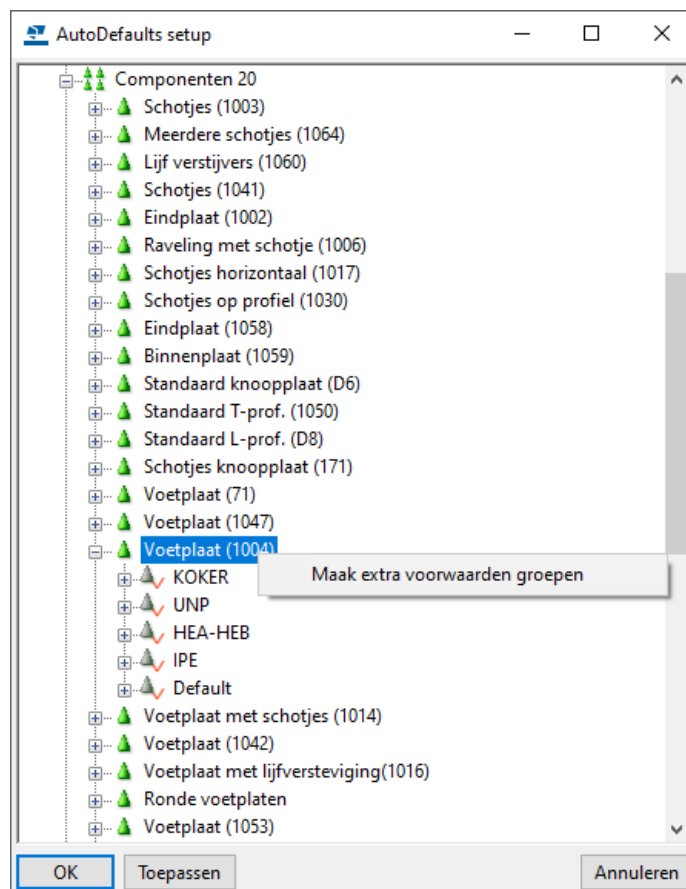 AutoDefaults setup
Componenten 20
Schotjes (1003)
Meerdere schotjes (1064)
Lijf verstijvers (1060)
Schotjes (1041)
Eindplaat (1002)
Raveling met schotje (1006)
Schotjes horizontaal (1017)
Schotjes op profiel (1030)
Eindplaat (1058)
Binnenplaat (1059)
Standaard knoopplaat (D6)
Standaard T-prof. (1050)
Standaard L-prof. (D8)
Schotjes knoopplaat (171)
Voetplaat (71)
Voetplaat (1047)
Voetplaat (1004)
Maak extra voorwaarden groepen
KOKER
UNP
HEA-HEB
IPE
Default
Voetplaat met schotjes (1014)
Voetplaat (1042)
Voetplaat met lijfversteviging(1016)
Ronde voetplaten
Voetplaat (1053)
OK Toepassen Annuleren